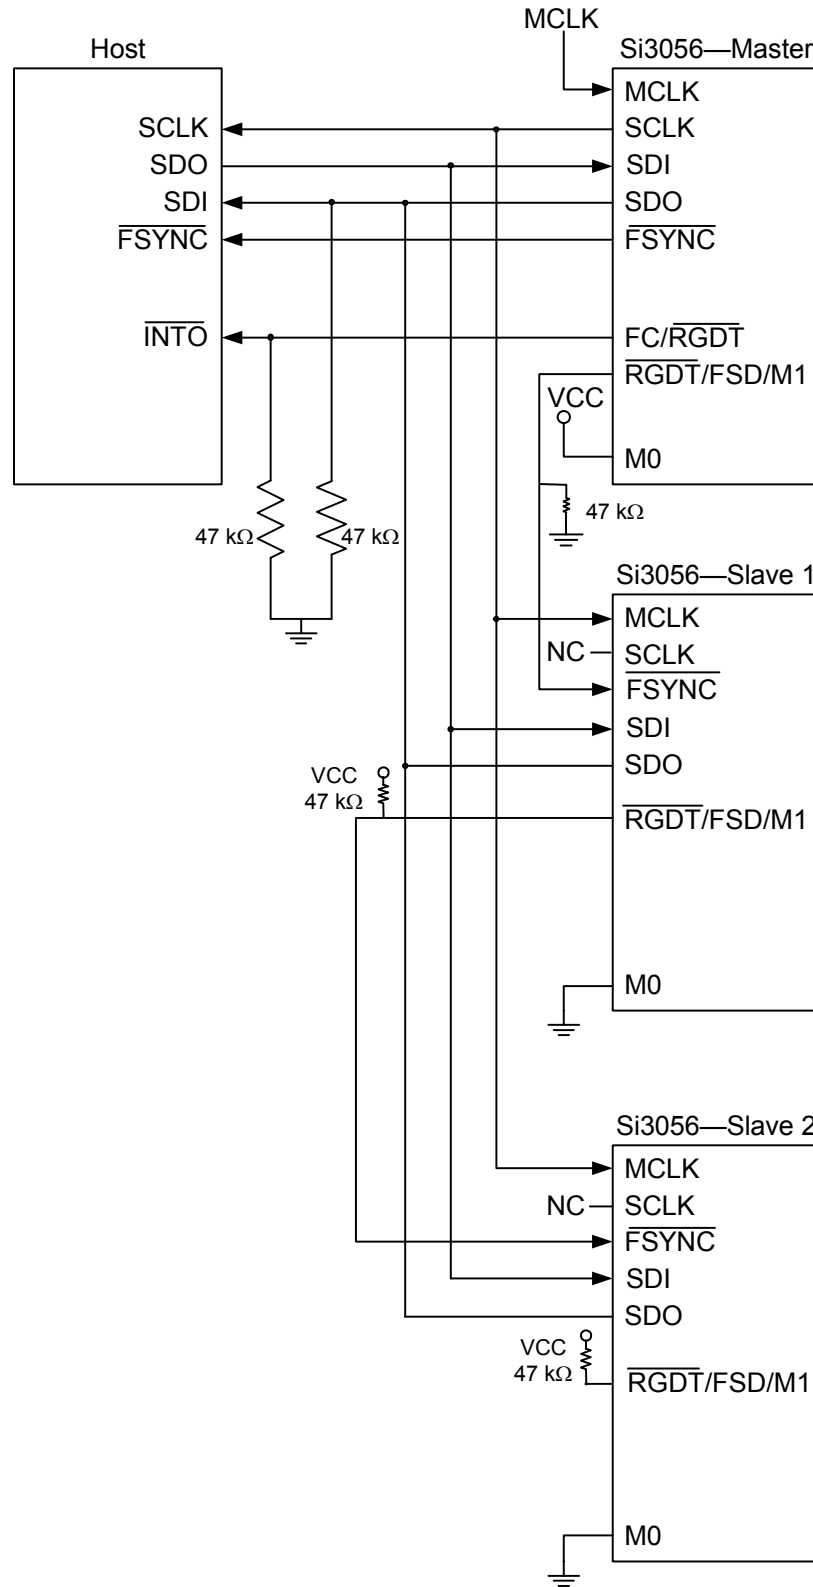 MCLK
Host
Si3056—Master
MCLK
SCLK
SCLK
SDO
SDI
SDI
SDO
FSYNC
FSYNC
INTO
FC/RGDT
RGDT/FSD/M1
VCC
M0
47 kΩ
47 kΩ
47 kΩ
Si3056—Slave 1
MCLK
NC
SCLK
FSYNC
SDI
SDO
VCC
47 kΩ
RGDT/FSD/M1
M0
Si3056—Slave 2
MCLK
NC
SCLK
FSYNC
SDI
SDO
VCC
47 kΩ
RGDT/FSD/M1
M0